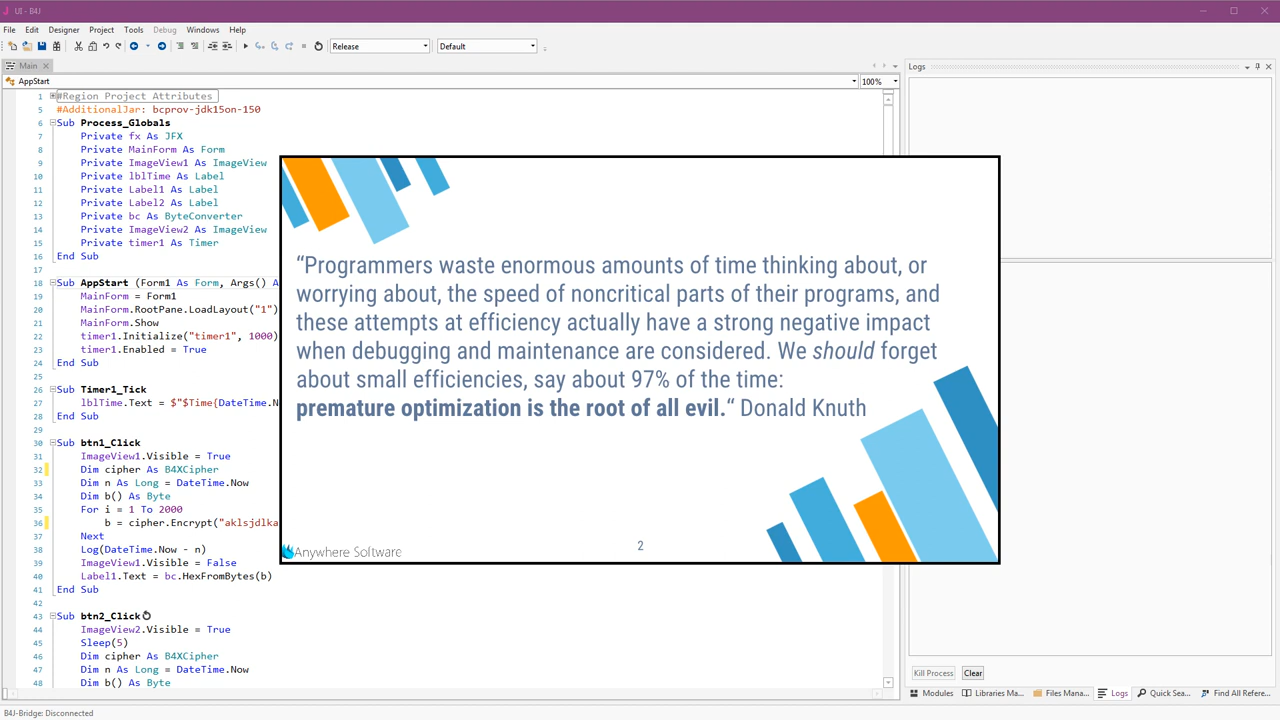 UI - B4J
File Edit Designer Project Tools Debug Windows Help
Release Default
Main
AppStart 100%
Logs
1 #Region Project Attributes
5 #AdditionalJar: bcprov-jdk15on-150
6 Sub Process_Globals
7 Private fx As JFX
8 Private MainForm As Form
9 Private ImageView1 As ImageView
10 Private lblTime As Label
11 Private Label1 As Label
12 Private Label2 As Label
13 Private bc As ByteConverter
14 Private ImageView2 As ImageView
15 Private timer1 As Timer
16 End Sub
17
18 Sub AppStart (Form1 As Form, Args() A
19 MainForm = Form1
20 MainForm.RootPane.LoadLayout("1")
21 MainForm.Show
22 timer1.Initialize("timer1", 1000)
23 timer1.Enabled = True
24 End Sub
25
26 Sub Timer1_Tick
27 lblTime.Text = $"$Time{DateTime.N
28 End Sub
29
30 Sub btn1_Click
31 ImageView1.Visible = True
32 Dim cipher As B4XCipher
33 Dim n As Long = DateTime.Now
34 Dim b() As Byte
35 For i = 1 To 2000
36 b = cipher.Encrypt("aklsjdlka
37 Next
38 Log(DateTime.Now - n)
39 ImageView1.Visible = False
40 Label1.Text = bc.HexFromBytes(b)
41 End Sub
42
43 Sub btn2_Click
44 ImageView2.Visible = True
45 Sleep(5)
46 Dim cipher As B4XCipher
47 Dim n As Long = DateTime.Now
48 Dim b() As Byte
“Programmers waste enormous amounts of time thinking about, or
worrying about, the speed of noncritical parts of their programs, and
these attempts at efficiency actually have a strong negative impact
when debugging and maintenance are considered. We should forget
about small efficiencies, say about 97% of the time:
premature optimization is the root of all evil.“ Donald Knuth
Anywhere Software
2
Kill Process Clear
Modules Libraries Ma... Files Mana... Logs Quick Sea... Find All Refere...
B4J-Bridge: Disconnected